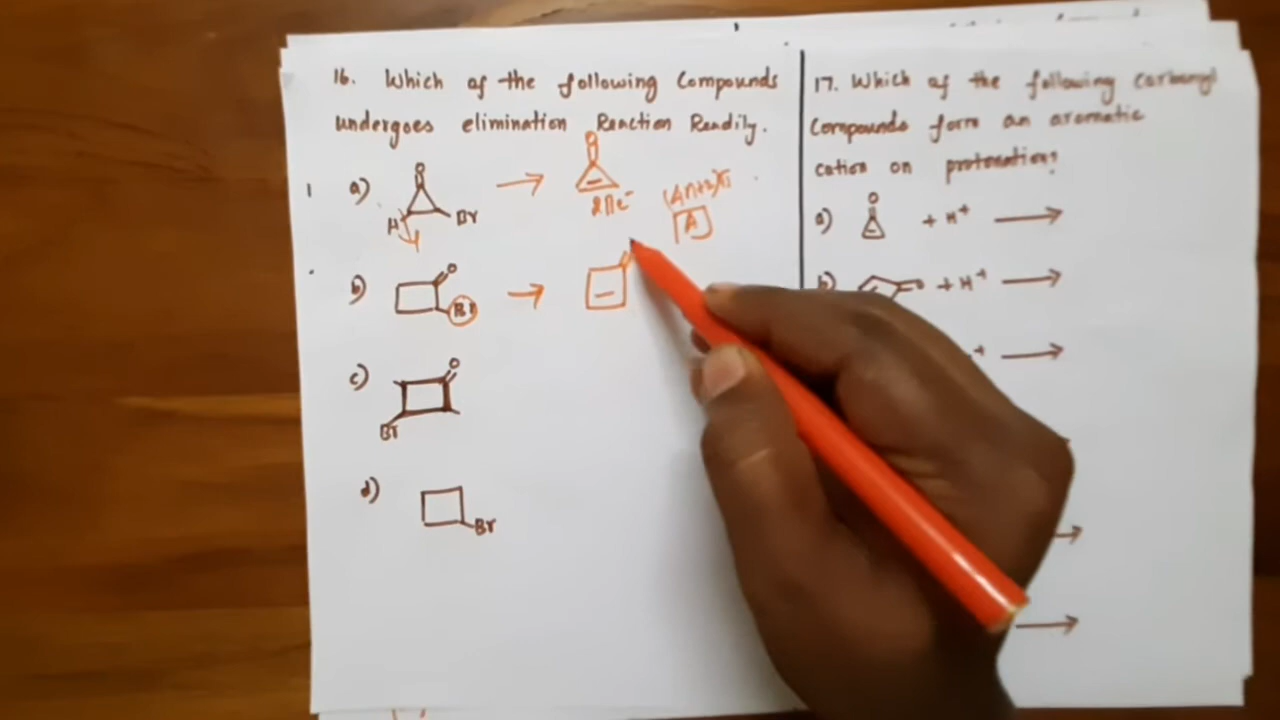 16. Which of the following Compounds
undergoes elimination Reaction Readily.
a)
O
H
Br
O
2πe⁻
(4n+2)π
A
b)
O
Br
c)
O
Br
d)
Br
17. Which of the following carbonyl
Compounds form an aromatic
cation on protonation?
a)
O
+ H⁺
b)
O
+ H⁺
+